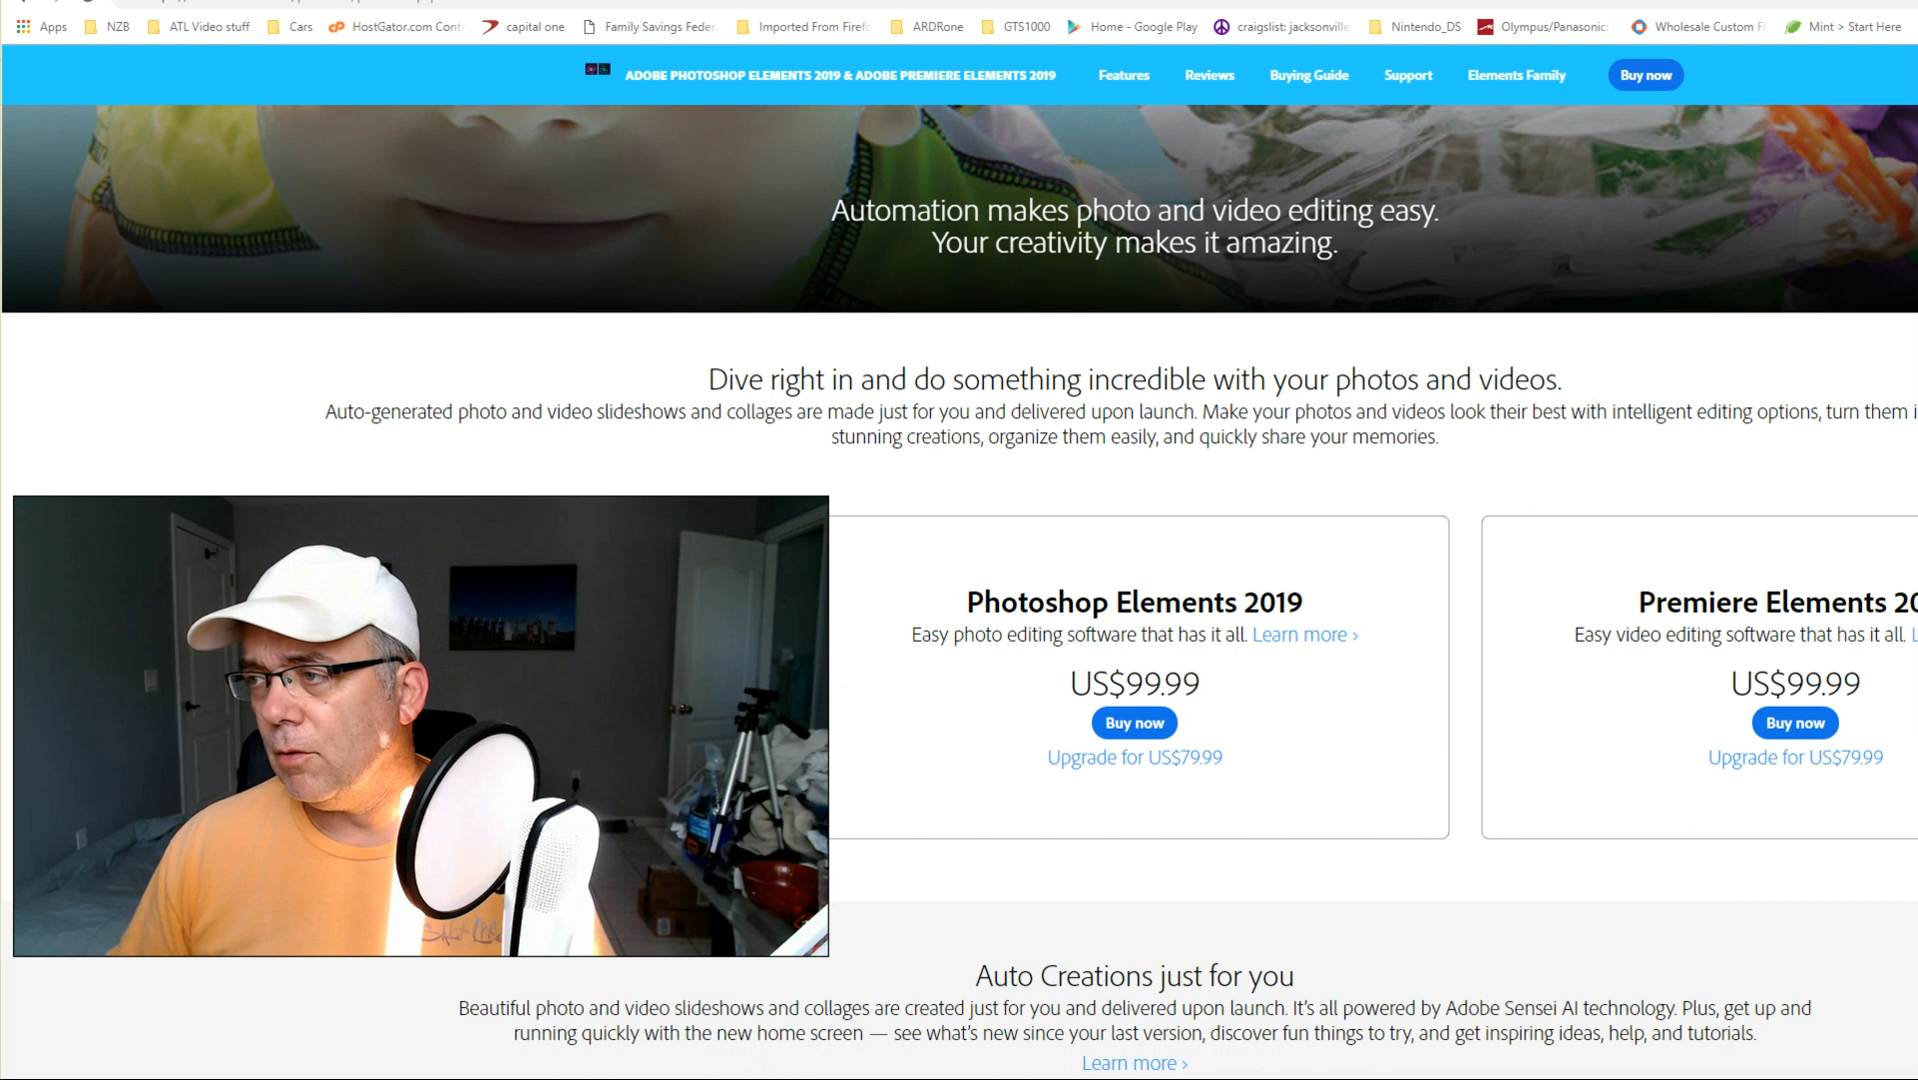 Apps NZB ATL Video stuff Cars HostGator.com Cont capital one Family Savings Feder Imported From Firefo ARDRone GTS1000 Home - Google Play craigslist: jacksonville Nintendo_DS Olympus/Panasonic: Wholesale Custom Fl Mint > Start Here
ADOBE PHOTOSHOP ELEMENTS 2019 & ADOBE PREMIERE ELEMENTS 2019 Features Reviews Buying Guide Support Elements Family Buy now
Automation makes photo and video editing easy.
Your creativity makes it amazing.
Dive right in and do something incredible with your photos and videos.
Auto-generated photo and video slideshows and collages are made just for you and delivered upon launch. Make your photos and videos look their best with intelligent editing options, turn them i
stunning creations, organize them easily, and quickly share your memories.
Photoshop Elements 2019
Easy photo editing software that has it all. Learn more ›
US$99.99
Buy now
Upgrade for US$79.99
Premiere Elements 20
Easy video editing software that has it all. L
US$99.99
Buy now
Upgrade for US$79.99
Auto Creations just for you
Beautiful photo and video slideshows and collages are created just for you and delivered upon launch. It’s all powered by Adobe Sensei AI technology. Plus, get up and
running quickly with the new home screen — see what’s new since your last version, discover fun things to try, and get inspiring ideas, help, and tutorials.
Learn more ›